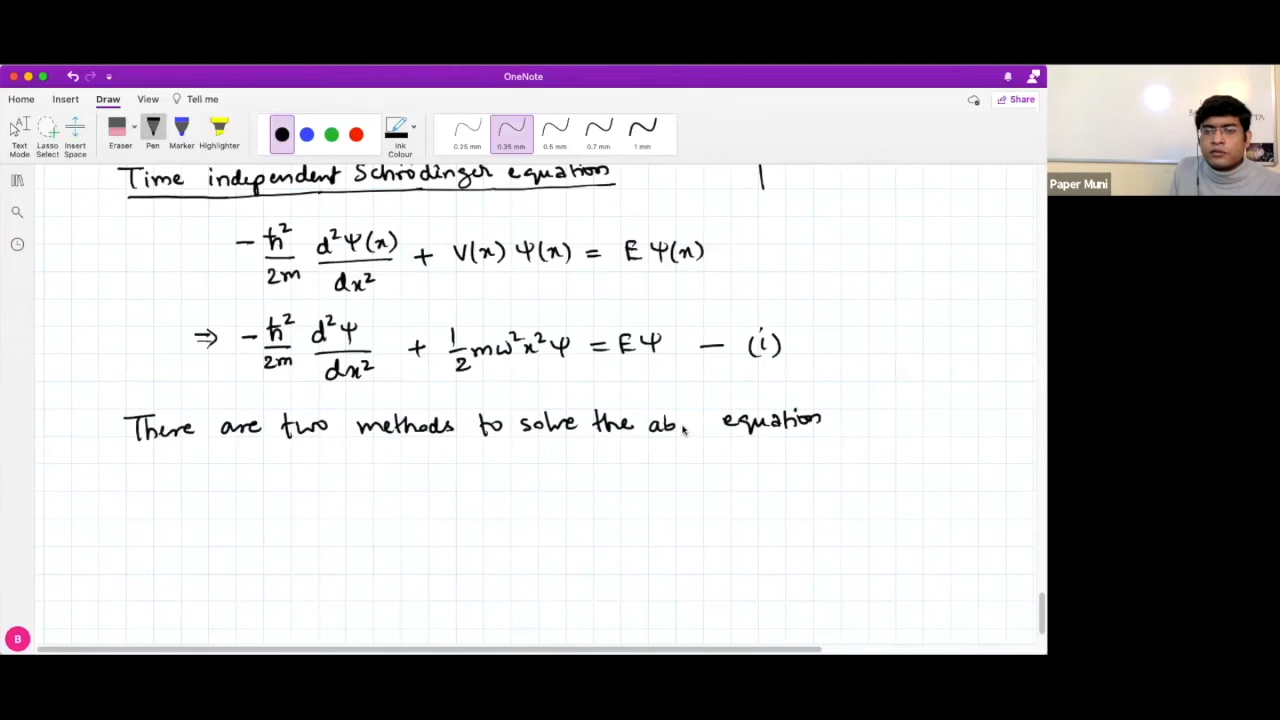 OneNote
Home Insert Draw View Tell me Share
Text Mode Lasso Select Insert Space Eraser Pen Marker Highlighter Ink Colour 0.25 mm 0.35 mm 0.5 mm 0.7 mm 1 mm
Paper Muni
Time independent Schrödinger equation
-ħ²/2m d²Ψ(x)/dx² + V(x) Ψ(x) = E Ψ(x)
⇒ -ħ²/2m d²Ψ/dx² + 1/2 mω²x²Ψ = EΨ — (i)
There are two methods to solve the ab equation
B